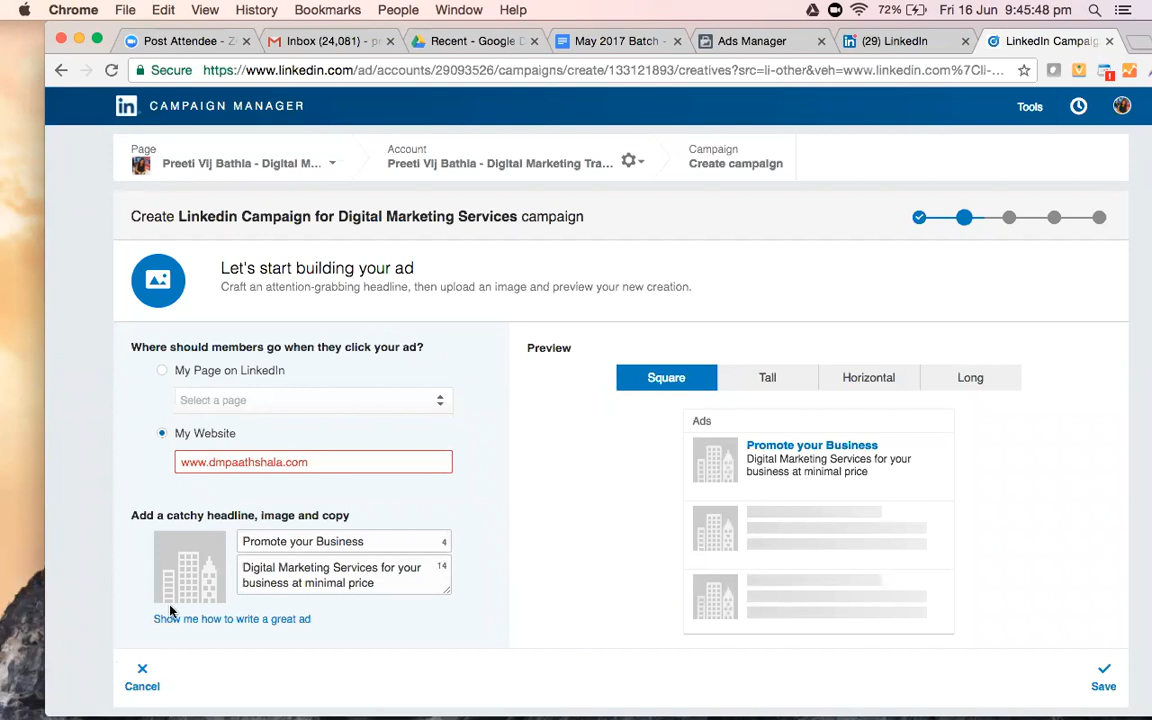 Chrome File Edit View History Bookmarks People Window Help 72% Fri 16 Jun 9:45:48 pm
Post Attendee - Z Inbox (24,081) - p Recent - Google D May 2017 Batch - Ads Manager (29) LinkedIn LinkedIn Campai
Secure https://www.linkedin.com/ad/accounts/29093526/campaigns/create/133121893/creatives?src=li-other&veh=www.linkedin.com%7Cli-...
in CAMPAIGN MANAGER Tools
Page Account Campaign
Preeti Vij Bathla - Digital M... Preeti Vij Bathla - Digital Marketing Tra... Create campaign
Create Linkedin Campaign for Digital Marketing Services campaign
Let's start building your ad
Craft an attention-grabbing headline, then upload an image and preview your new creation.
Where should members go when they click your ad?
My Page on LinkedIn
Select a page
My Website
www.dmpaathshala.com
Add a catchy headline, image and copy
Promote your Business 4
Digital Marketing Services for your 14
business at minimal price
Show me how to write a great ad
Preview
Square Tall Horizontal Long
Ads
Promote your Business
Digital Marketing Services for your
business at minimal price
Cancel Save